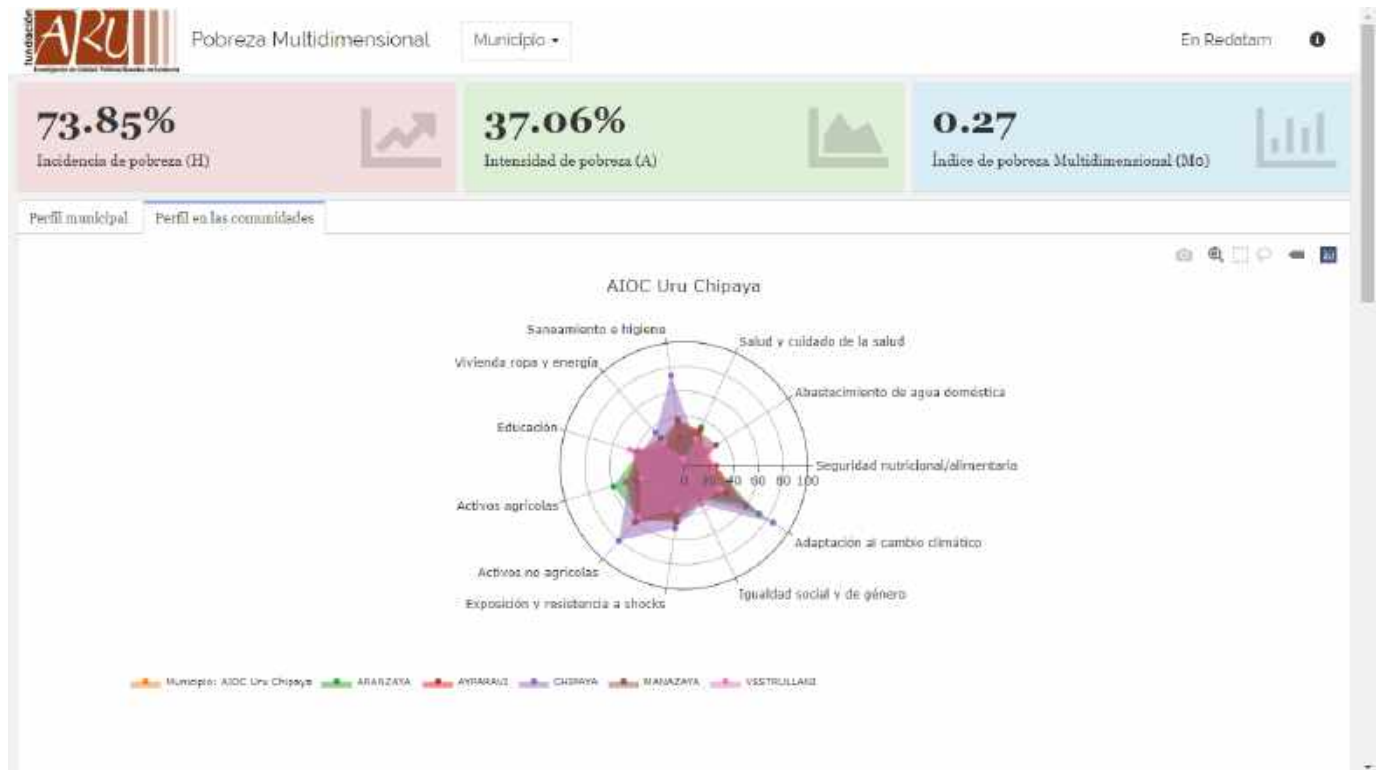 fundación
ARU
Pobreza Multidimensional
Municipio
En Redatam
73.85%
Incidencia de pobreza (H)
37.06%
Intensidad de pobreza (A)
0.27
Índice de pobreza Multidimensional (M0)
Perfil municipal
Perfil en las comunidades
AIOC Uru Chipaya
Saneamiento e higiene
Salud y cuidado de la salud
Vivienda ropa y energía
Abastecimiento de agua doméstica
Educación
Seguridad nutricional/alimentaria
0 20 40 60 80 100
Activos agrícolas
Adaptación al cambio climático
Activos no agrícolas
Igualdad social y de género
Exposición y resistencia a shocks
Municipio: AIOC Uru Chipaya
ARANZAYA
AYPARAVI
CHIPAYA
MANAZAYA
VESTRULLANI